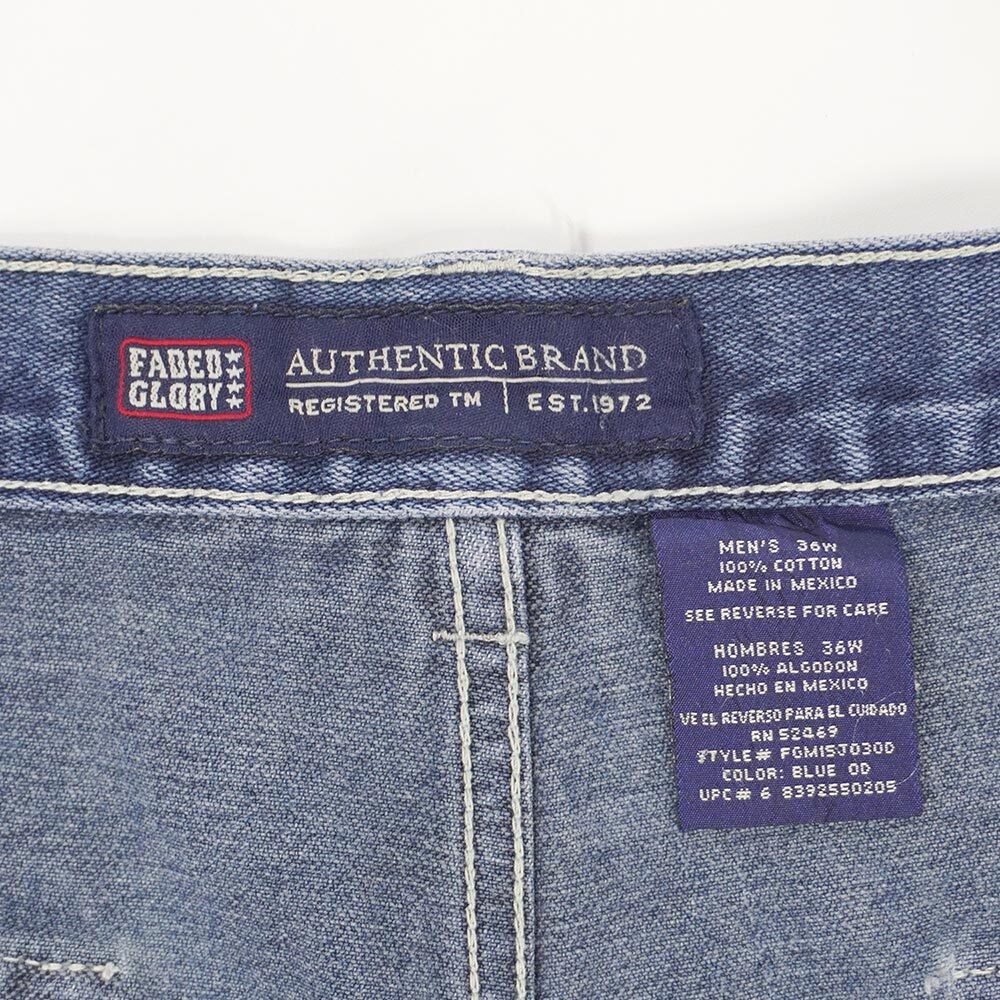 FADED
GLORY
AUTHENTIC BRAND
REGISTERED TM | EST.1972
MEN'S 36W
100% COTTON
MADE IN MEXICO
SEE REVERSE FOR CARE
HOMBRES 36W
100% ALGODON
HECHO EN MEXICO
VE EL REVERSO PARA EL CUIDADO
RN 52469
STYLE# FGM15J030D
COLOR: BLUE OD
UPC# 6 8392550205